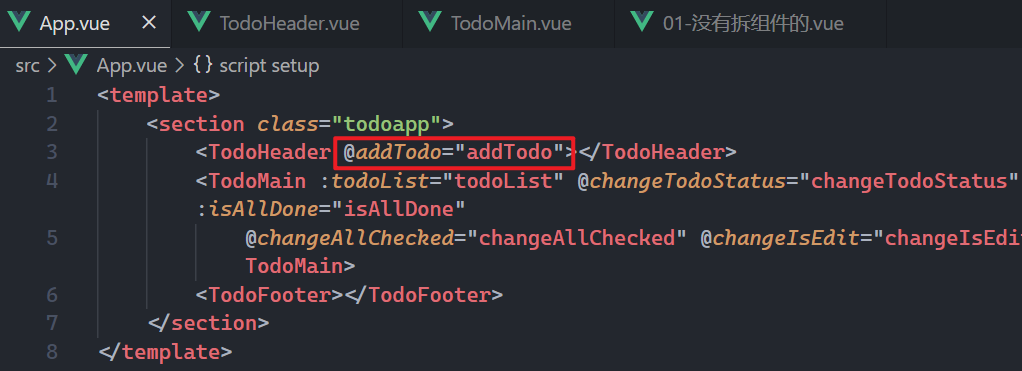 App.vue × TodoHeader.vue TodoMain.vue 01-没有拆组件的.vue
src > App.vue > {} script setup
1 <template>
2 <section class="todoapp">
3 <TodoHeader @addTodo="addTodo"></TodoHeader>
4 <TodoMain :todoList="todoList" @changeTodoStatus="changeTodoStatus"
:isAllDone="isAllDone"
5 @changeAllChecked="changeAllChecked" @changeIsEdit="changeIsEdi
TodoMain>
6 <TodoFooter></TodoFooter>
7 </section>
8 </template>